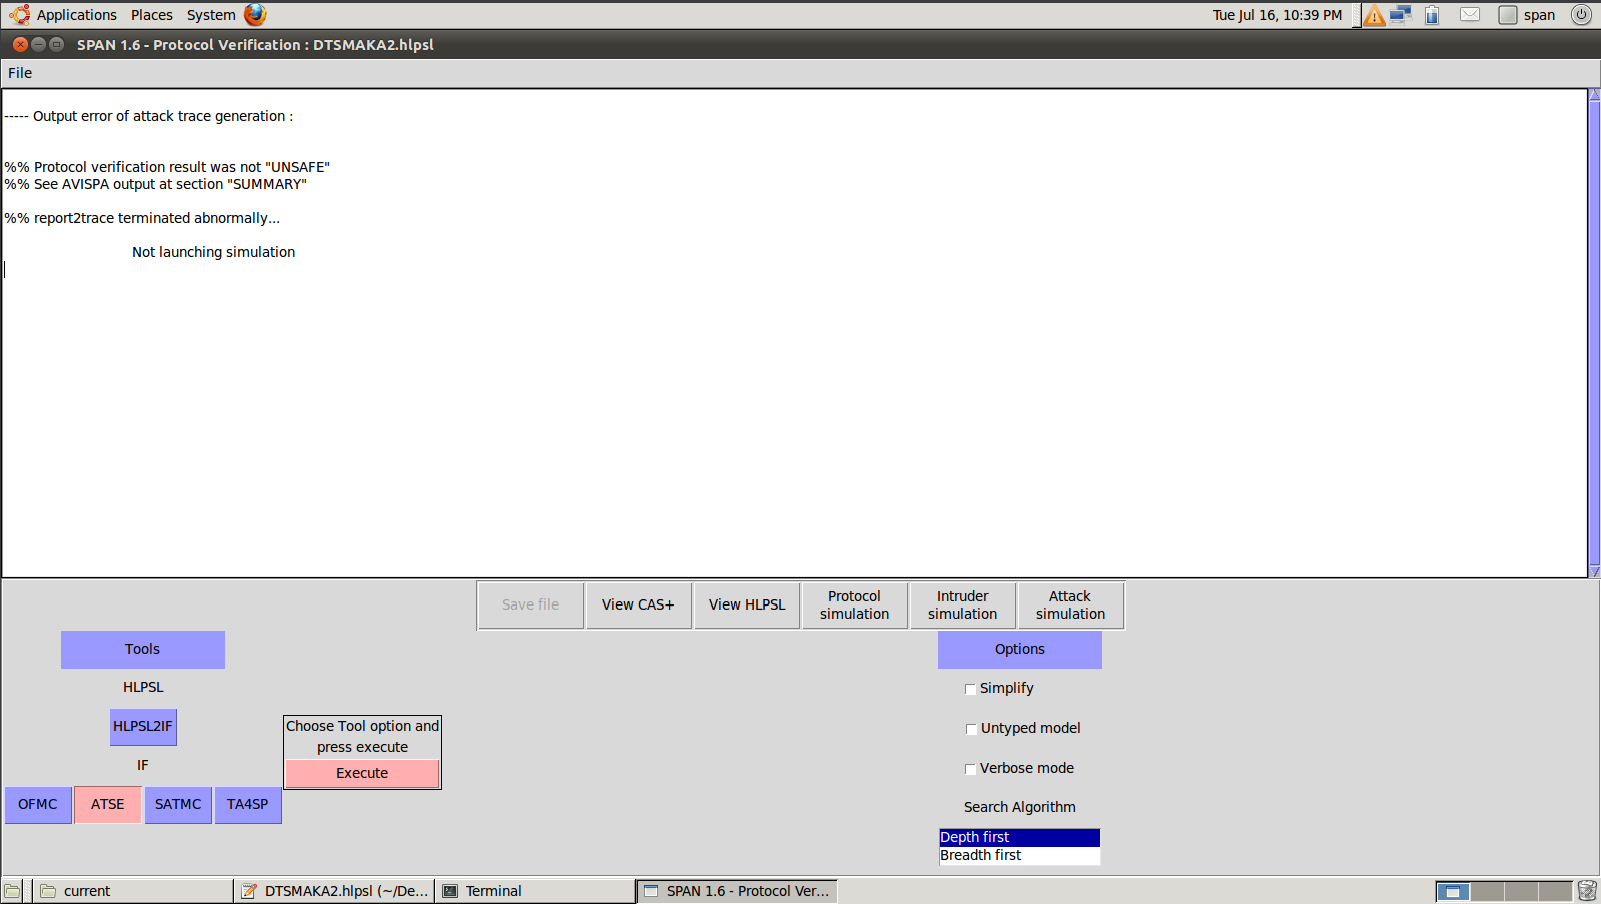 Applications Places System Tue Jul 16, 10:39 PM span
SPAN 1.6 - Protocol Verification : DTSMAKA2.hlpsl
File
----- Output error of attack trace generation :
%% Protocol verification result was not "UNSAFE"
%% See AVISPA output at section "SUMMARY"
%% report2trace terminated abnormally...
Not launching simulation
Save file
View CAS+
View HLPSL
Protocol
simulation
Intruder
simulation
Attack
simulation
Tools
HLPSL
HLPSL2IF
IF
OFMC
ATSE
SATMC
TA4SP
Choose Tool option and
press execute
Execute
Options
Simplify
Untyped model
Verbose mode
Search Algorithm
Depth first
Breadth first
current
DTSMAKA2.hlpsl (~/De...
Terminal
SPAN 1.6 - Protocol Ver...